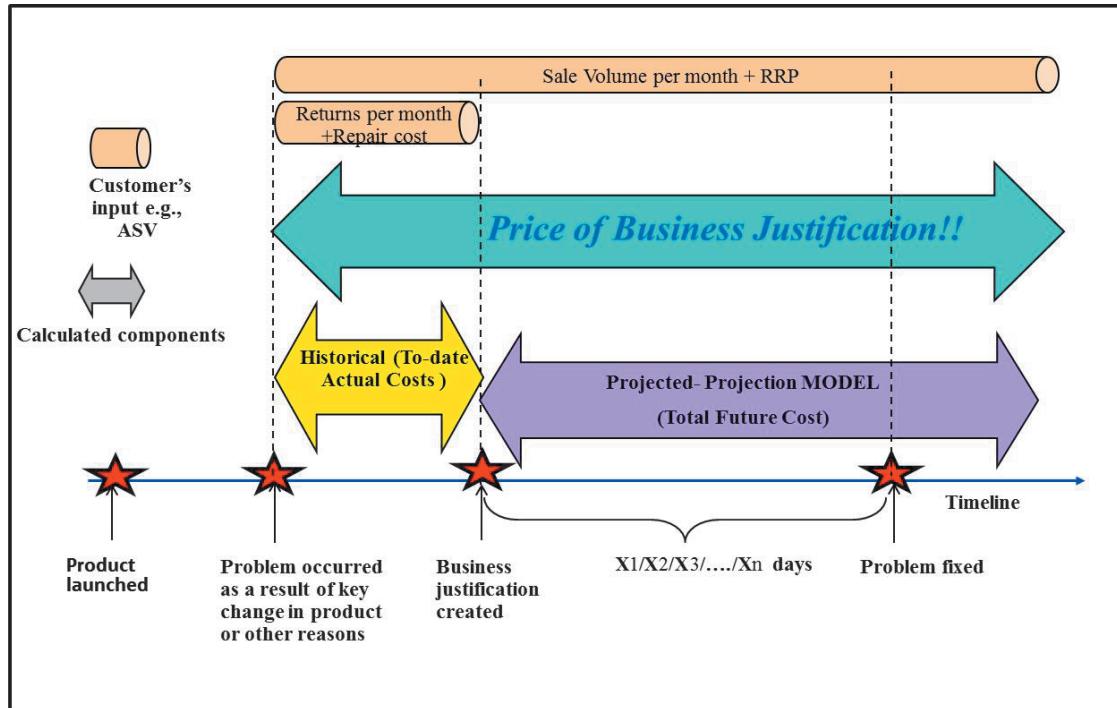 Sale Volume per month + RRP
Returns per month
+Repair cost
Customer's
input e.g.,
ASV
Price of Business Justification!!
Calculated components
Historical (To-date
Actual Costs )
Projected- Projection MODEL
(Total Future Cost)
Timeline
Product
launched
Problem occurred
as a result of key
change in product
or other reasons
Business
justification
created
X1/X2/X3/…./Xn days
Problem fixed